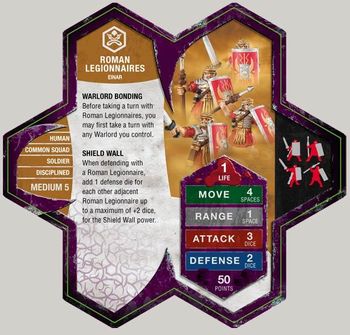 ROMAN
LEGIONNAIRES
EINAR
WARLORD BONDING
Before taking a turn with
Roman Legionnaires, you
may first take a turn with
any Warlord you control.
SHIELD WALL
When defending with
a Roman Legionnaire,
add 1 defense die for
each other adjacent
Roman Legionnaire up
to a maximum of +2 dice,
for the Shield Wall power.
HUMAN
COMMON SQUAD
SOLDIER
DISCIPLINED
MEDIUM 5
1
LIFE
MOVE 4
SPACES
RANGE 1
SPACE
ATTACK 3
DICE
DEFENSE 2
DICE
50
POINTS